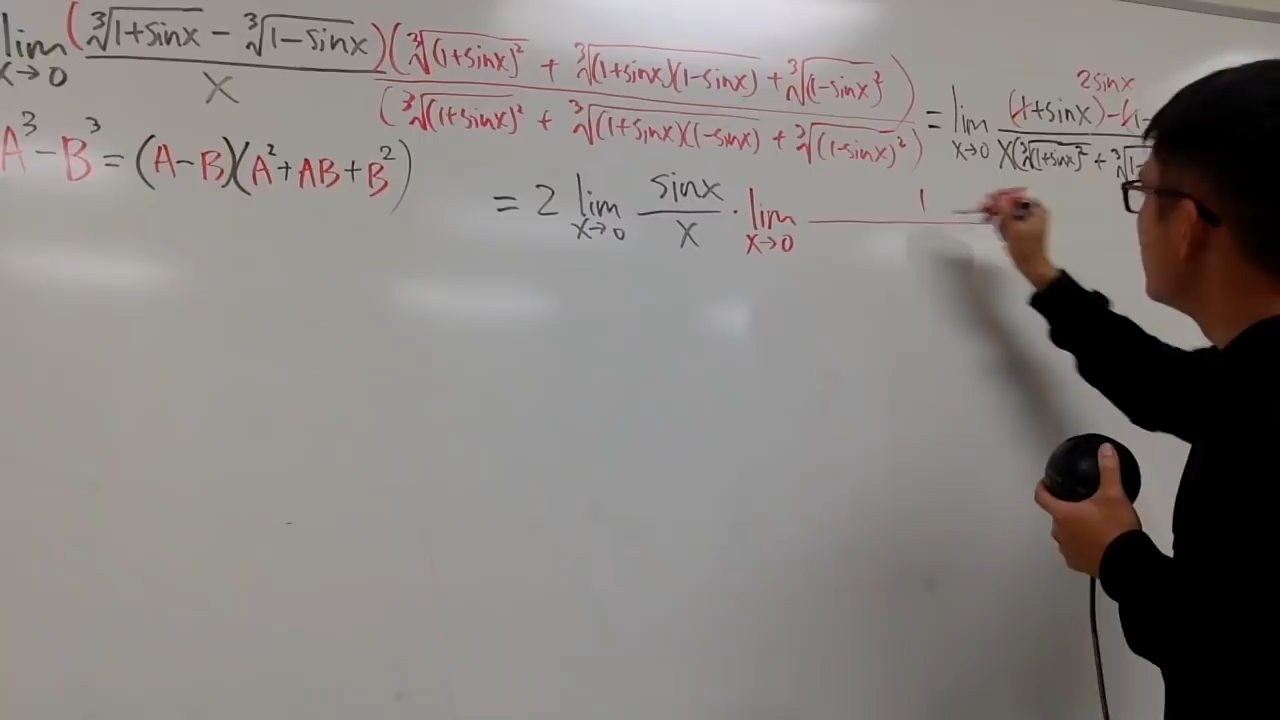 lim x→0 (∛(1+sinx) - ∛(1-sinx))/x · (∛(1+sinx)² + ∛(1+sinx)(1-sinx) + ∛(1-sinx)²)/(∛(1+sinx)² + ∛(1+sinx)(1-sinx) + ∛(1-sinx)²) = lim x→0 (1+sinx)-(1- / x(∛(1+sinx)² + ∛(1-
2sinx
A³-B³=(A-B)(A²+AB+B²)
= 2 lim x→0 sinx/x · lim x→0 1/